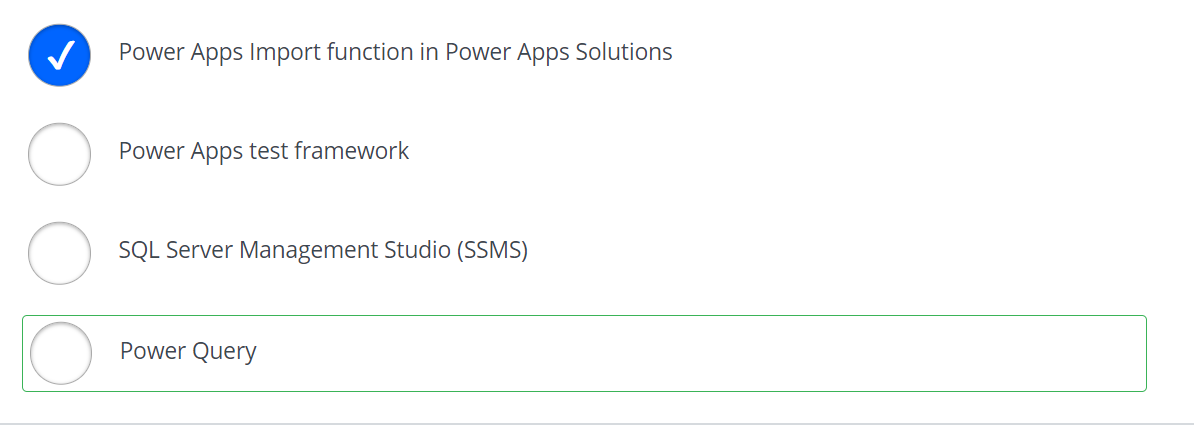 Power Apps Import function in Power Apps Solutions
Power Apps test framework
SQL Server Management Studio (SSMS)
Power Query